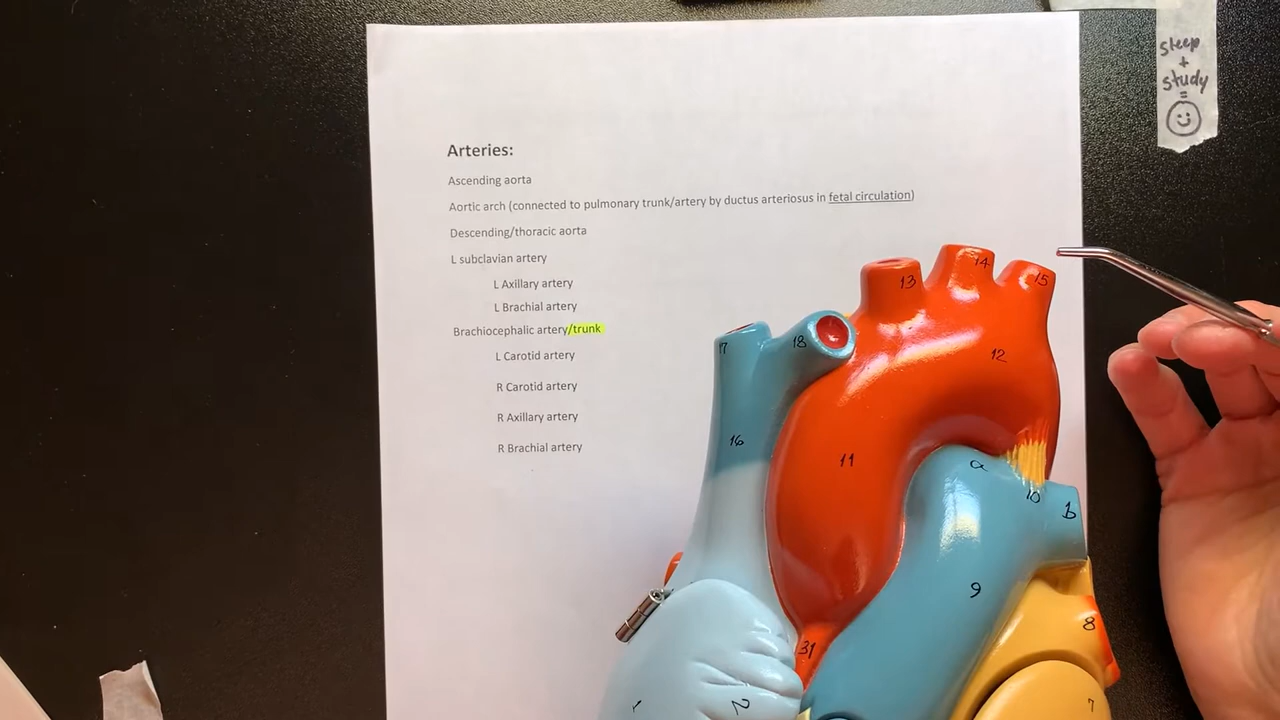 sleep
+
study
=
Arteries:
Ascending aorta
Aortic arch (connected to pulmonary trunk/artery by ductus arteriosus in fetal circulation)
Descending/thoracic aorta
L subclavian artery
L Axillary artery
L Brachial artery
Brachiocephalic artery/trunk
L Carotid artery
R Carotid artery
R Axillary artery
R Brachial artery
13
14
15
17
18
12
16
11
a
10
b
9
8
31
7
1
2